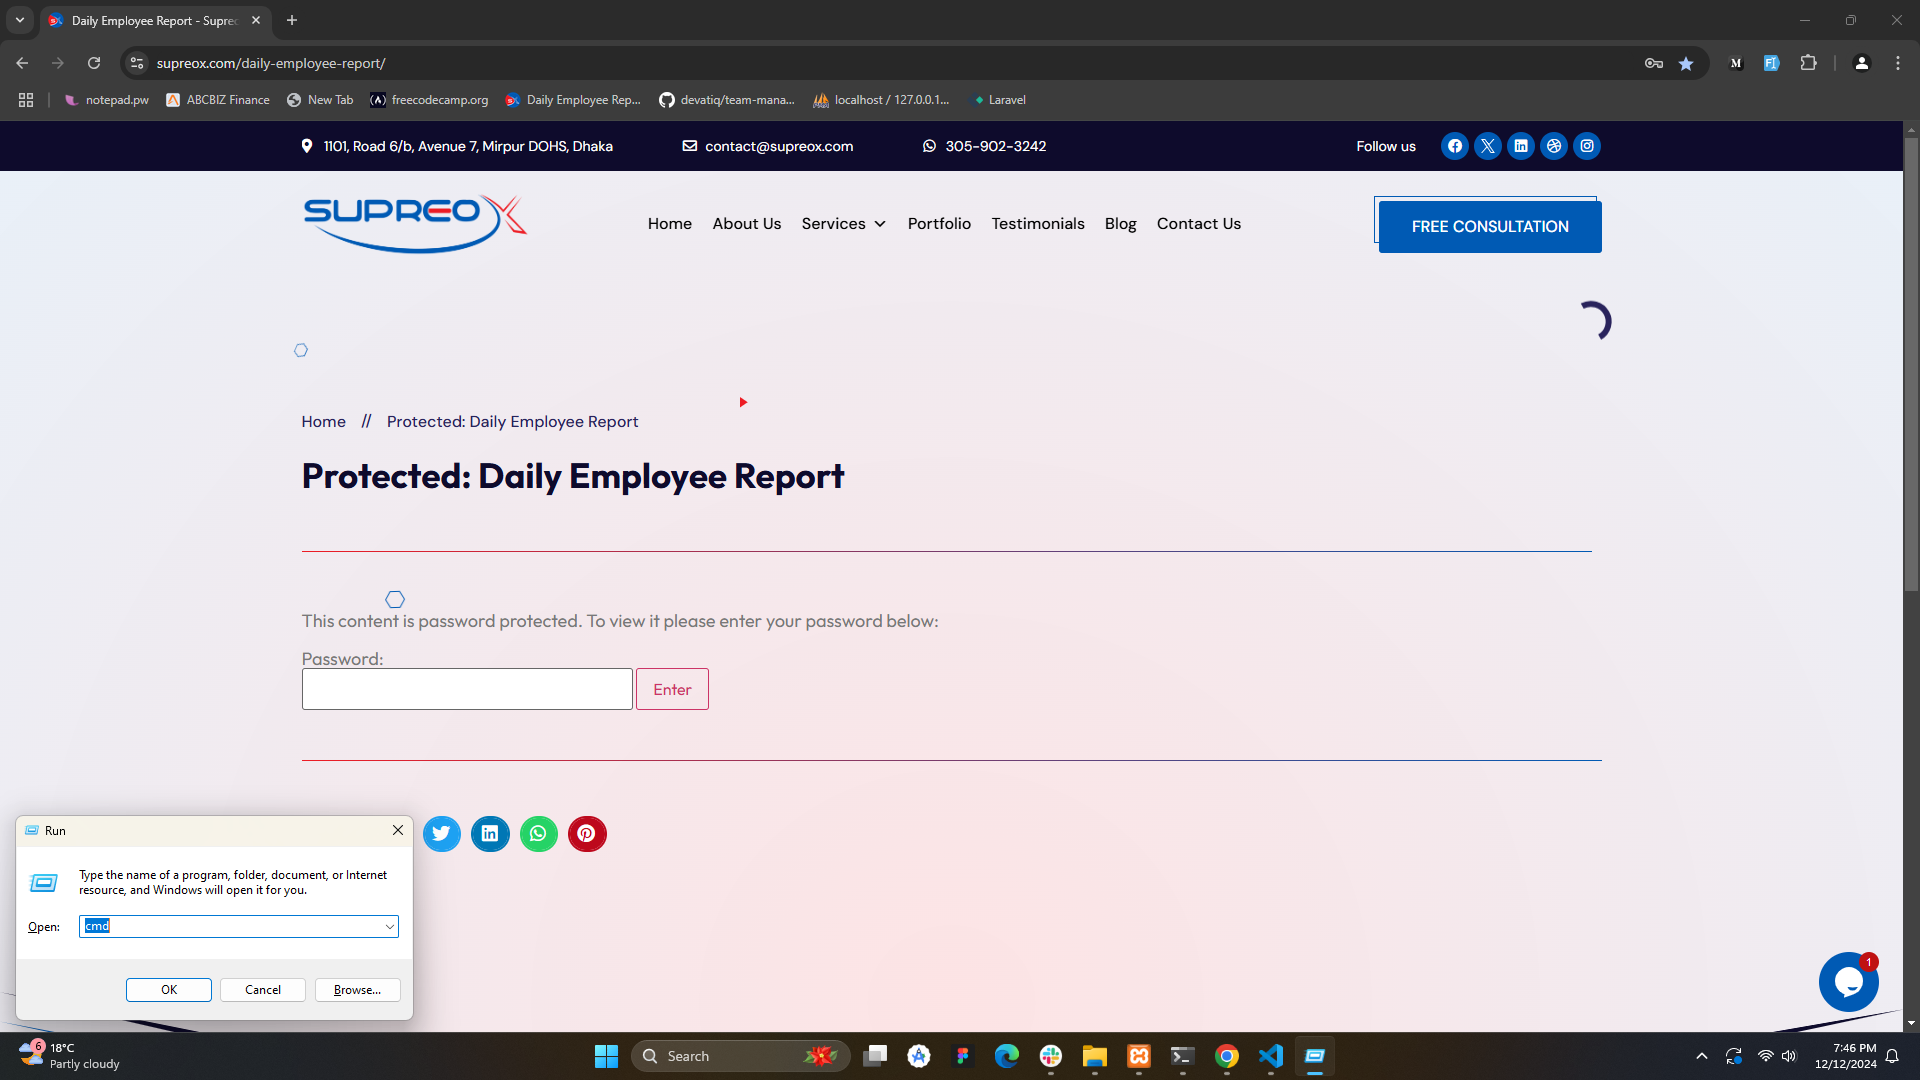 Daily Employee Report - Supreo
supreox.com/daily-employee-report/
notepad.pw
ABCBIZ Finance
New Tab
freecodecamp.org
Daily Employee Rep...
devatiq/team-mana...
localhost / 127.0.0.1...
Laravel
1101, Road 6/b, Avenue 7, Mirpur DOHS, Dhaka
contact@supreox.com
305-902-3242
Follow us
SUPREOX
Home
About Us
Services
Portfolio
Testimonials
Blog
Contact Us
FREE CONSULTATION
Home // Protected: Daily Employee Report
Protected: Daily Employee Report
This content is password protected. To view it please enter your password below:
Password:
Enter
Run
Type the name of a program, folder, document, or Internet
resource, and Windows will open it for you.
Open:
cmd
OK
Cancel
Browse...
1
6
18°C
Partly cloudy
Search
7:46 PM
12/12/2024